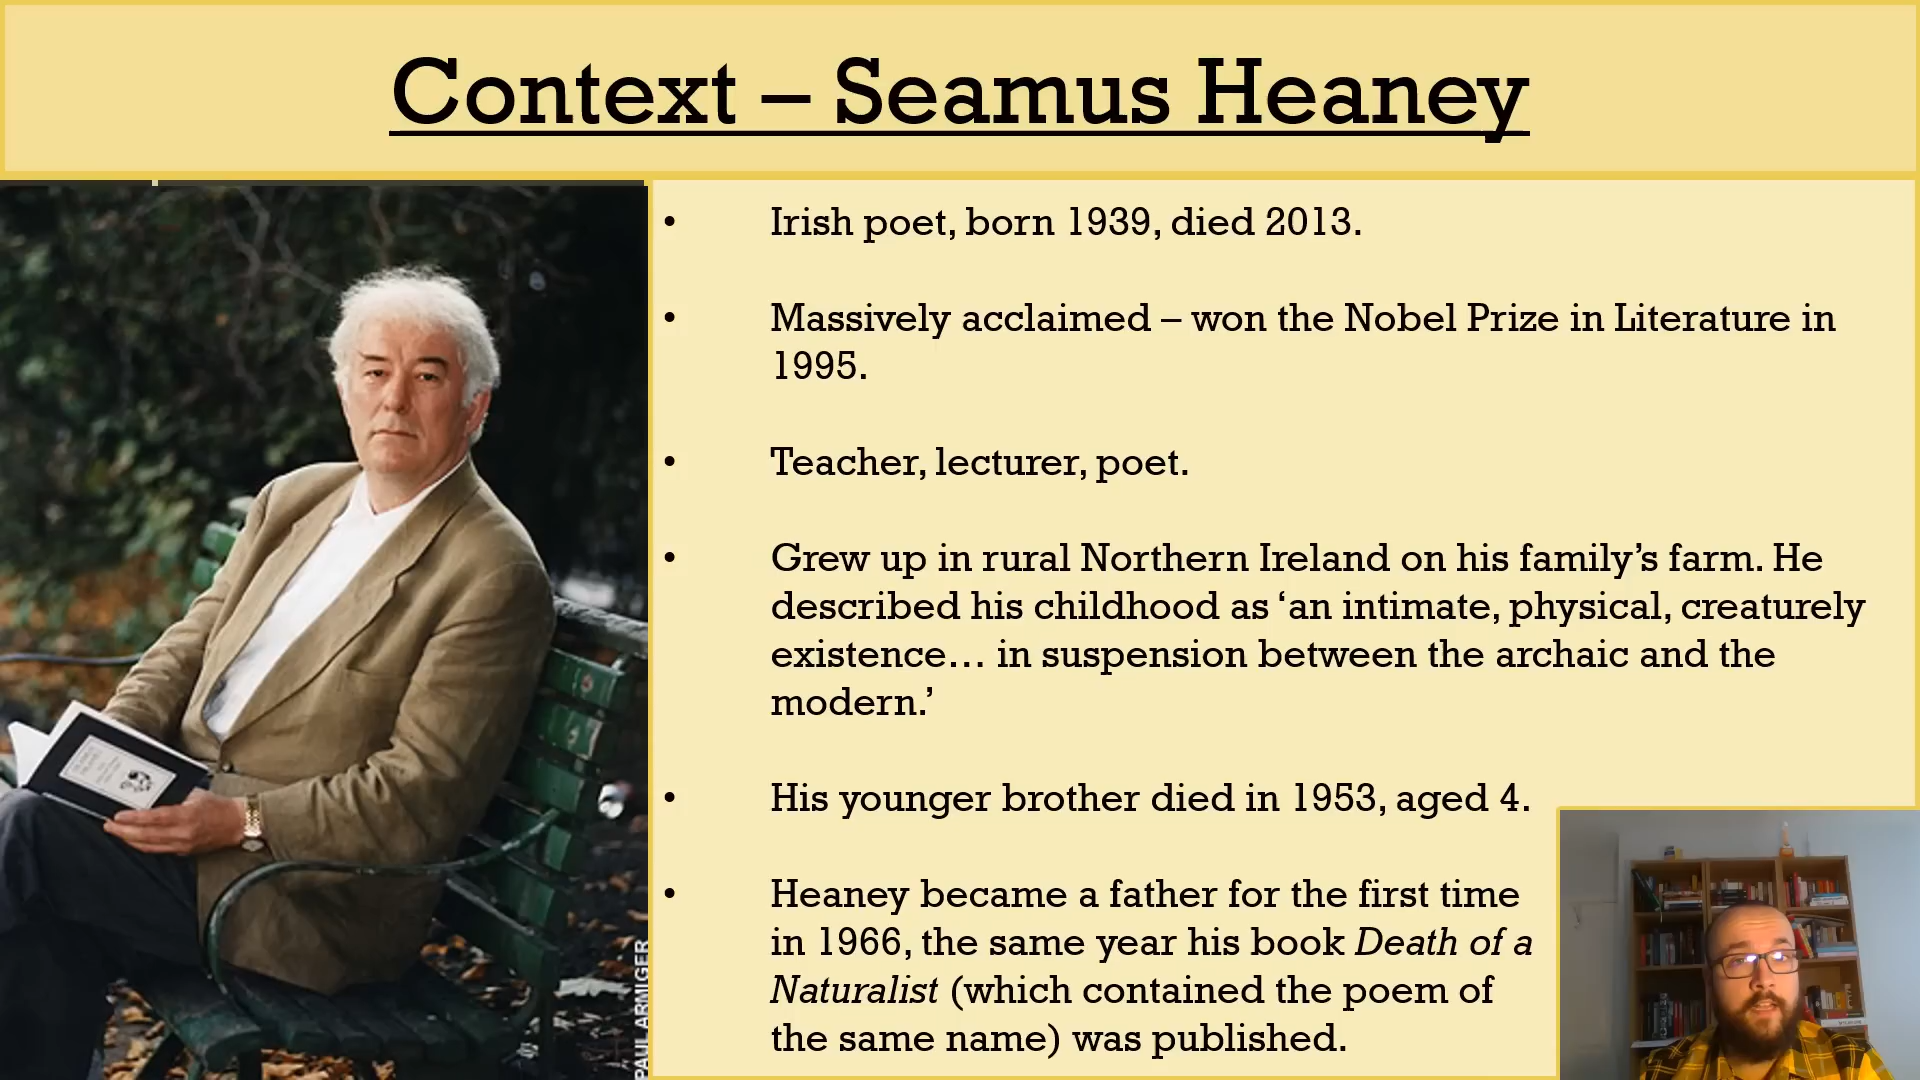 Context – Seamus Heaney
• Irish poet, born 1939, died 2013.
• Massively acclaimed – won the Nobel Prize in Literature in
1995.
• Teacher, lecturer, poet.
• Grew up in rural Northern Ireland on his family’s farm. He
described his childhood as ‘an intimate, physical, creaturely
existence… in suspension between the archaic and the
modern.’
• His younger brother died in 1953, aged 4.
• Heaney became a father for the first time
in 1966, the same year his book Death of a
Naturalist (which contained the poem of
the same name) was published.
PAUL ARNIGER